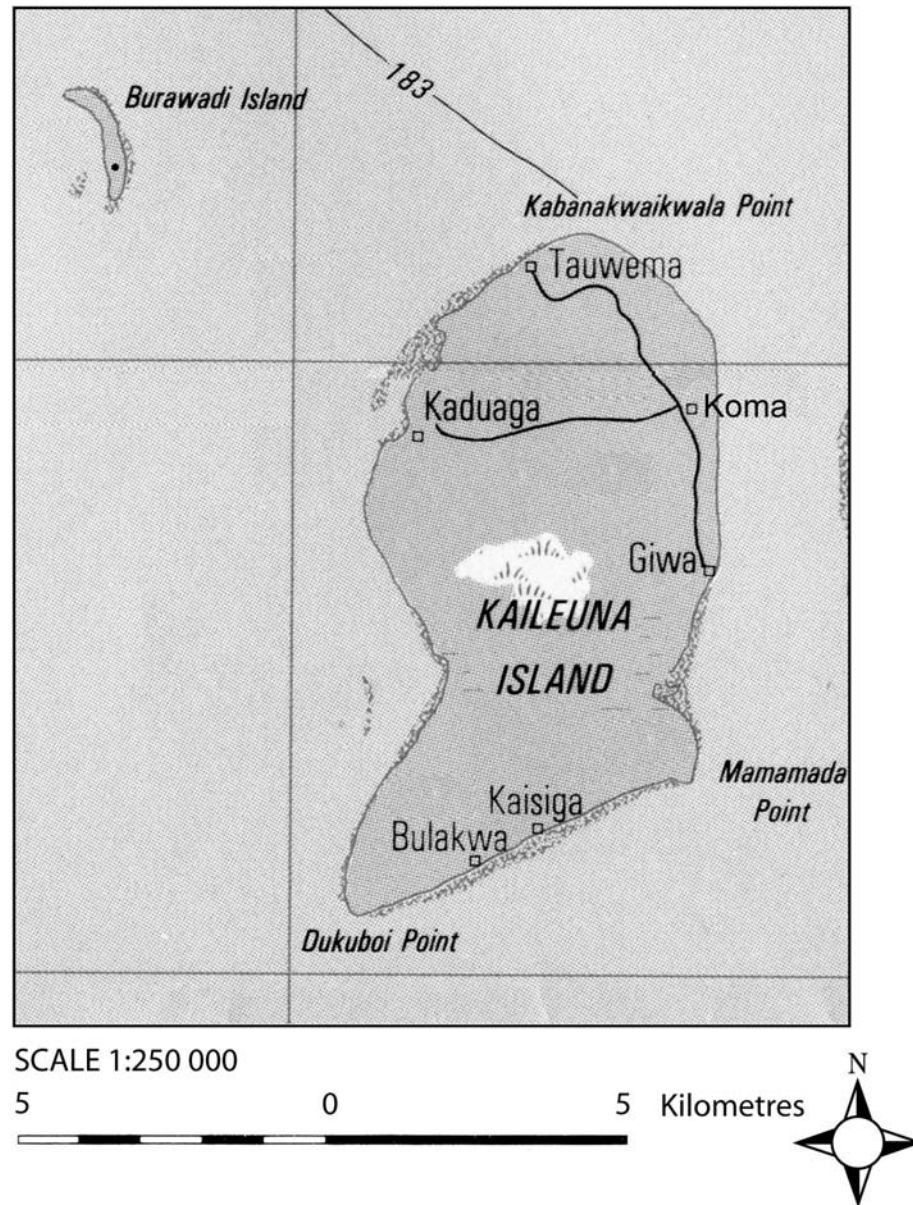 183
Burawadi Island
Kabanakwaikwala Point
Tauwema
Kaduaga
Koma
Giwa
KAILEUNA
ISLAND
Mamamada
Point
Kaisiga
Bulakwa
Dukuboi Point
SCALE 1:250 000
5 0 5 Kilometres
N